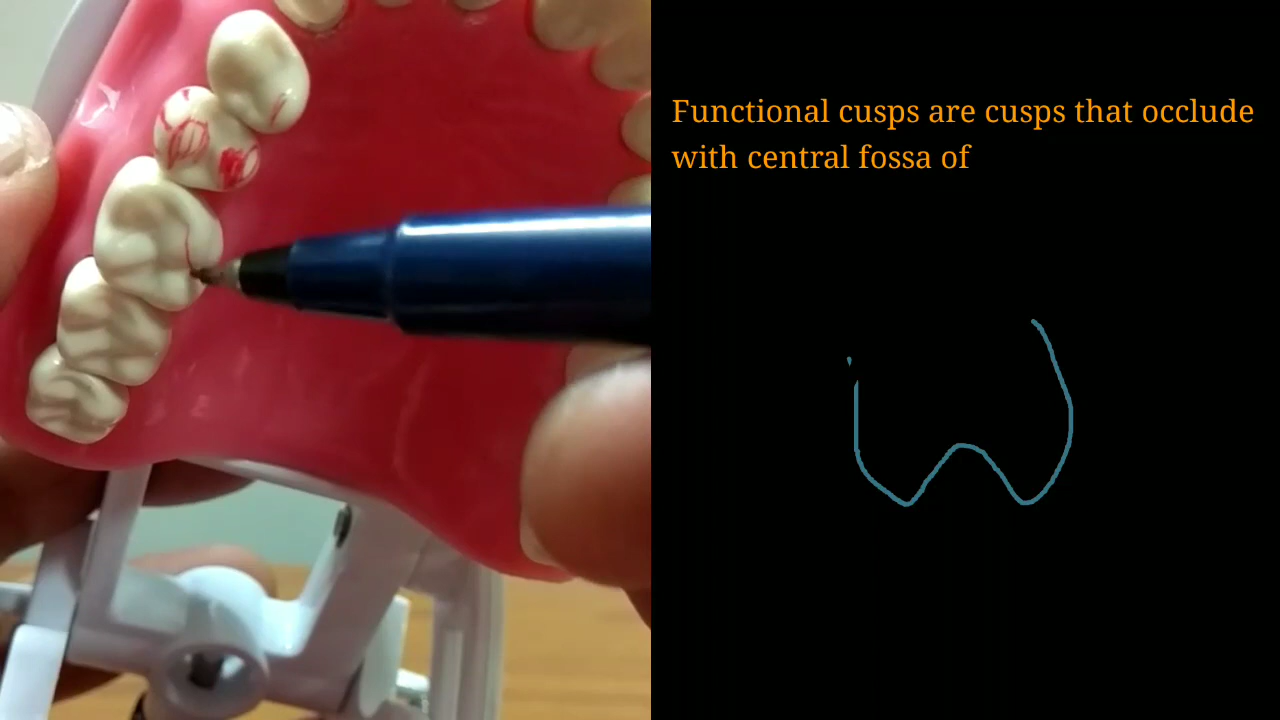 Functional cusps are cusps that occlude
with central fossa of